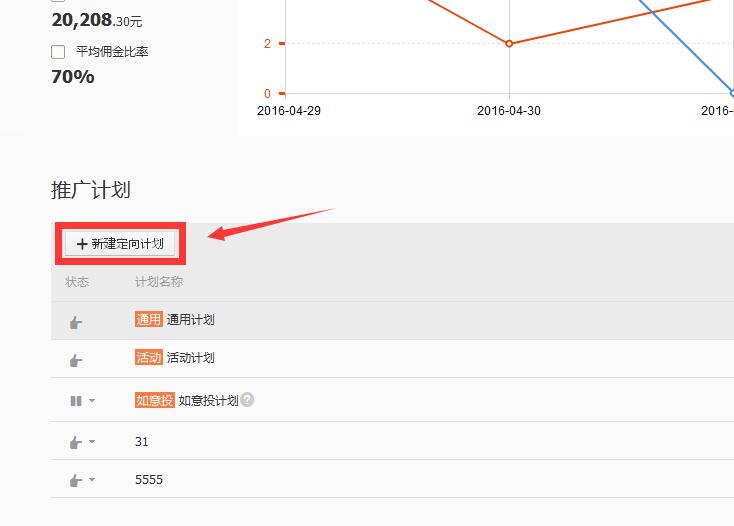 20,208.30元
平均佣金比率
70%
2
0
2016-04-29
2016-04-30
2016-
推广计划
+ 新建定向计划
状态 计划名称
通用 通用计划
活动 活动计划
如意投 如意投计划 ?
31
5555